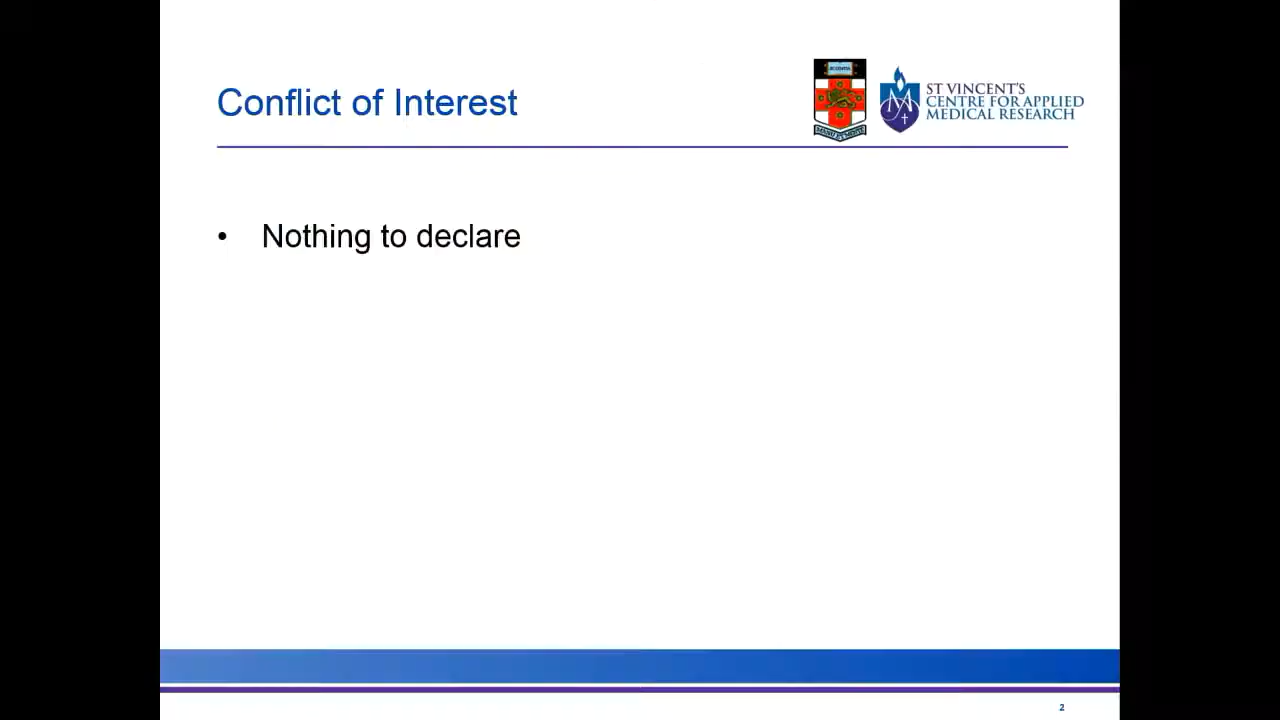 Conflict of Interest
ST VINCENT'S
CENTRE FOR APPLIED
MEDICAL RESEARCH
• Nothing to declare
2